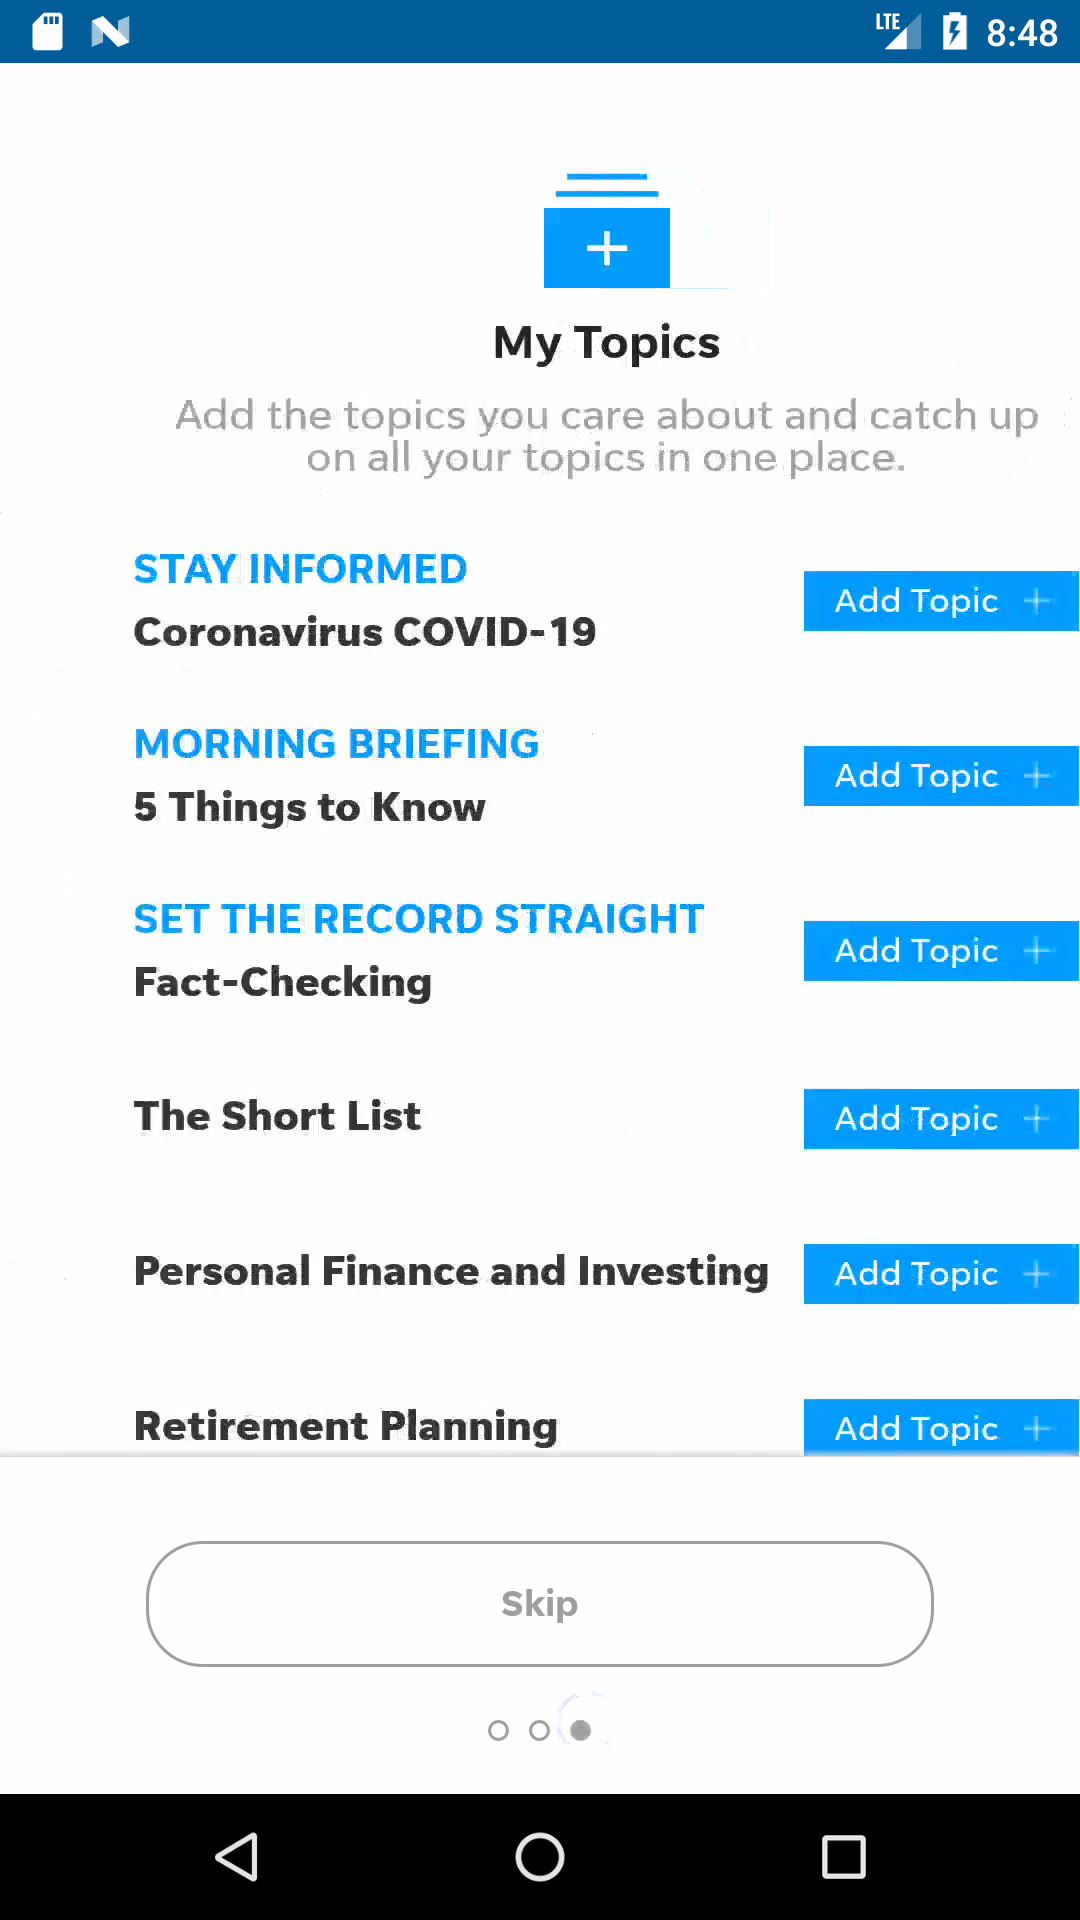 LTE 8:48
My Topics
Add the topics you care about and catch up
on all your topics in one place.
STAY INFORMED
Coronavirus COVID-19
Add Topic +
MORNING BRIEFING
5 Things to Know
Add Topic +
SET THE RECORD STRAIGHT
Fact-Checking
Add Topic +
The Short List
Add Topic +
Personal Finance and Investing
Add Topic +
Retirement Planning
Add Topic +
Skip